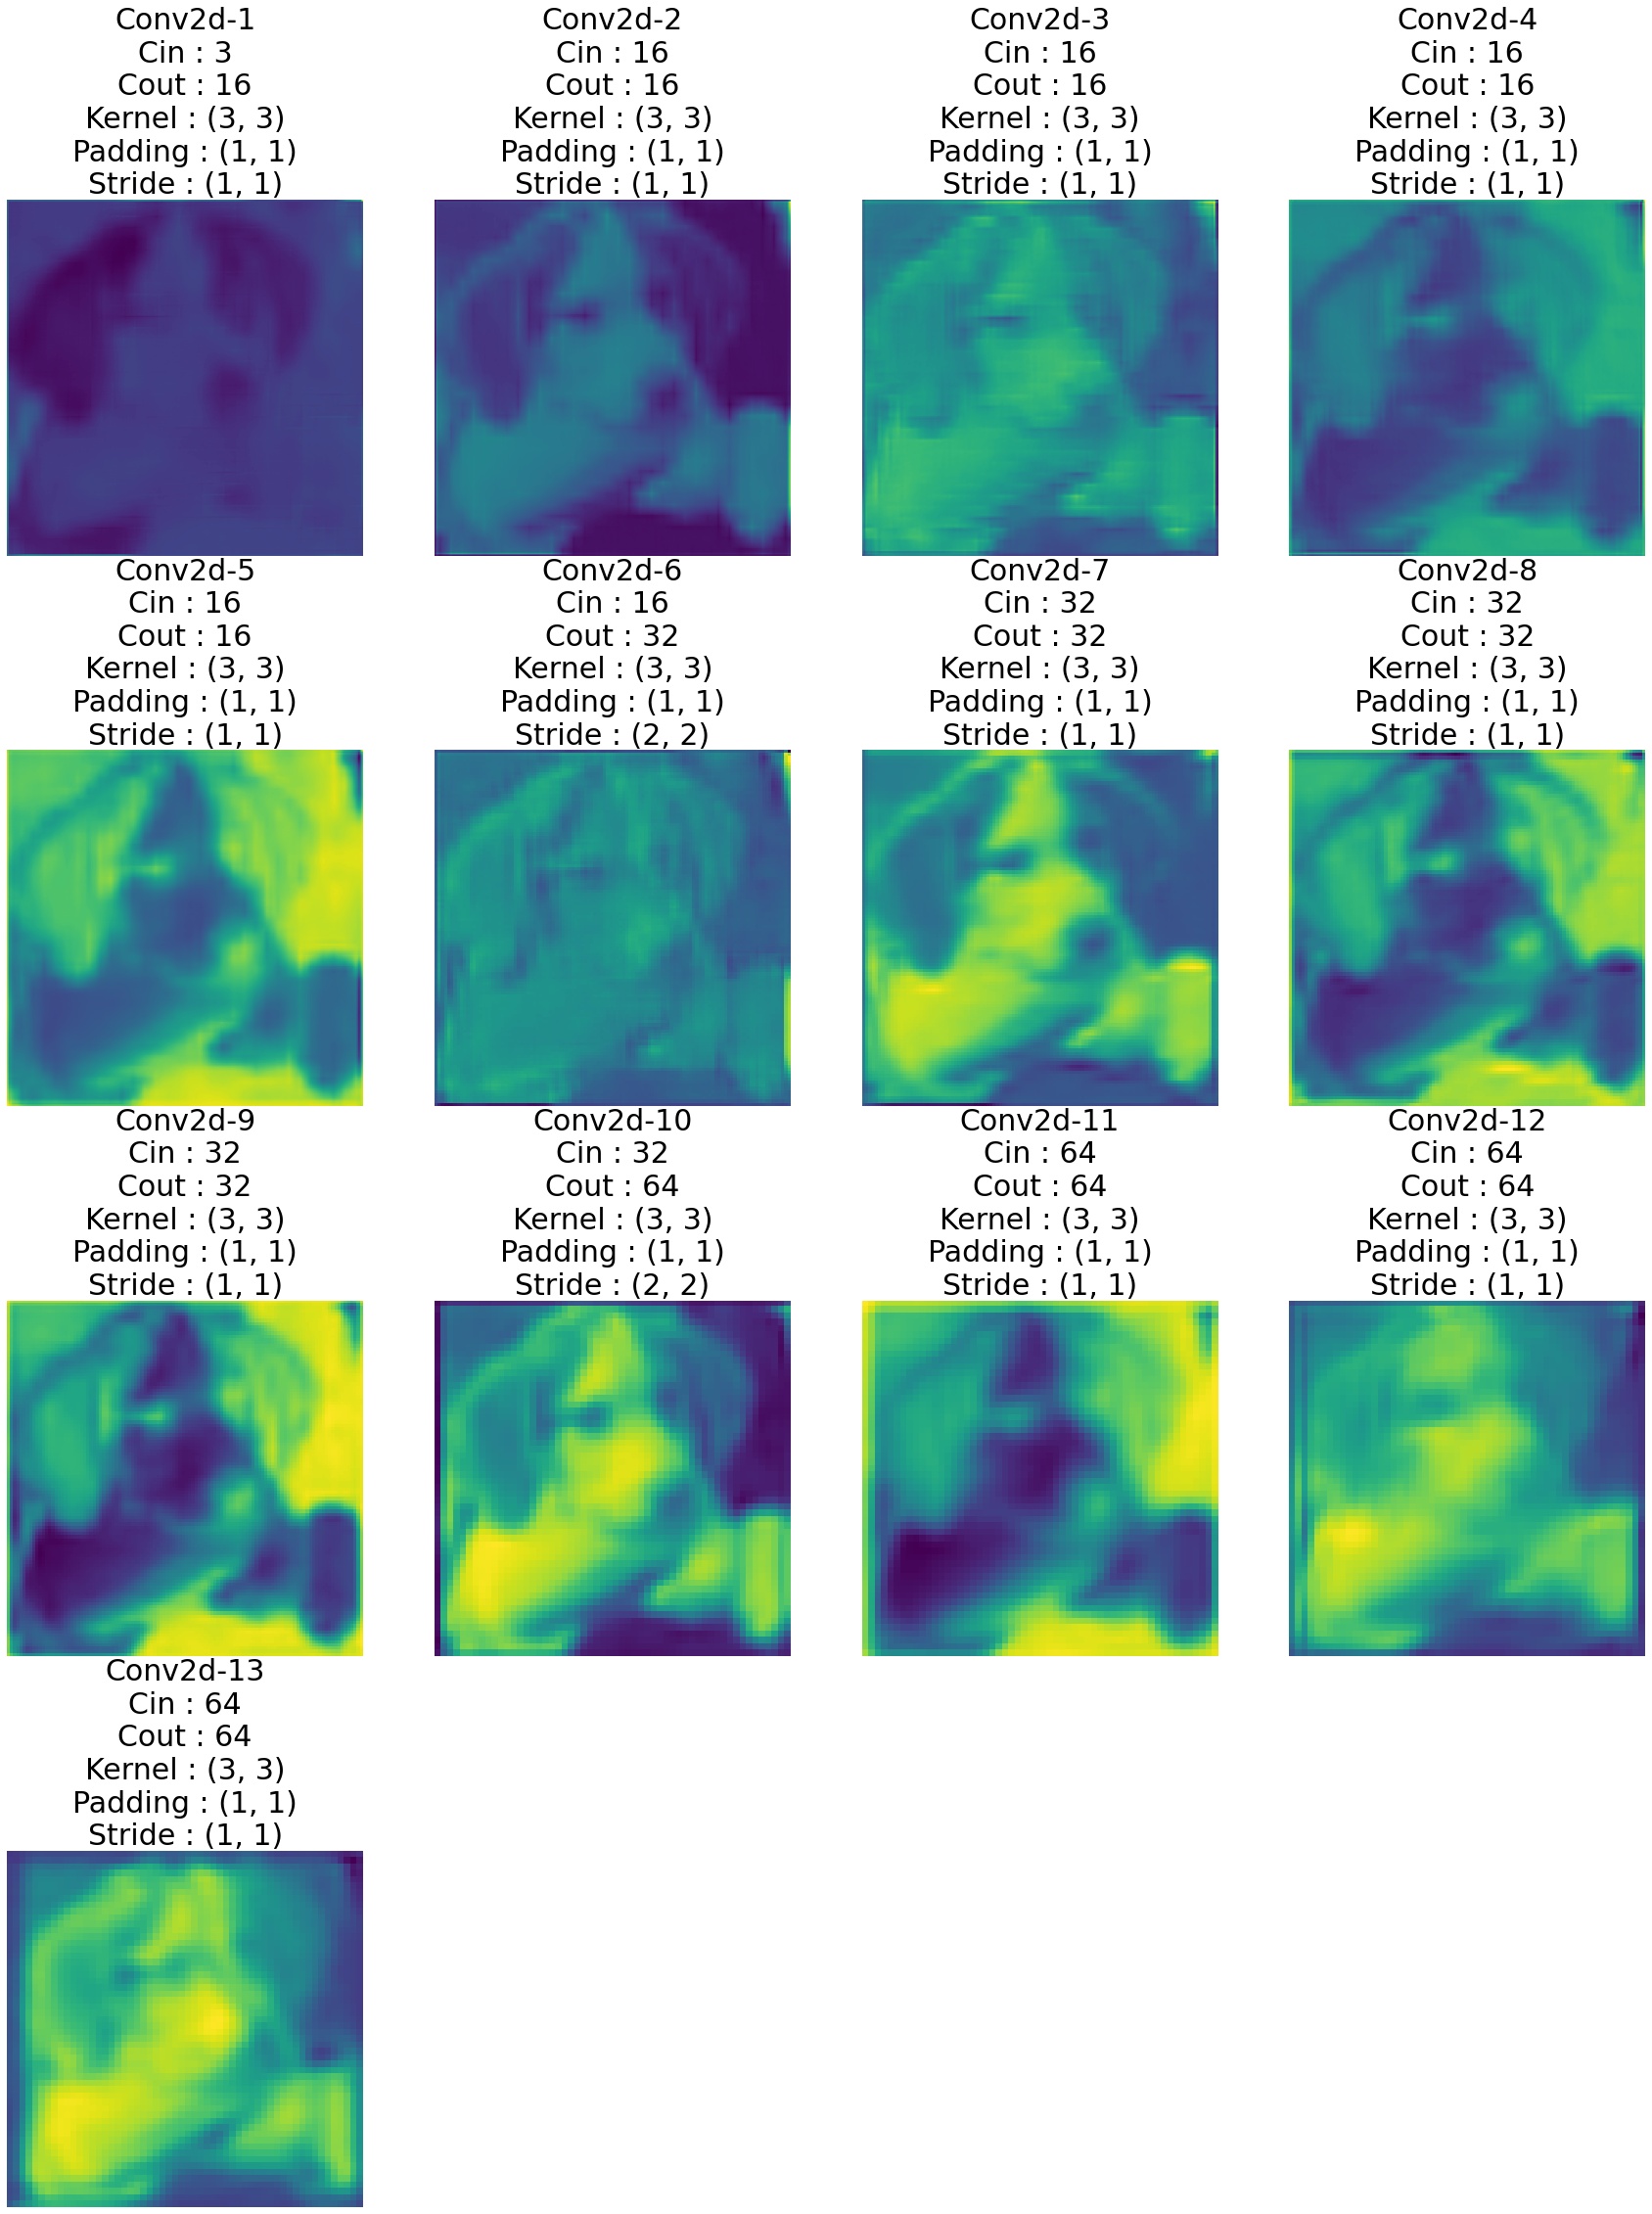 Conv2d-1
Cin : 3
Cout : 16
Kernel : (3, 3)
Padding : (1, 1)
Stride : (1, 1)
Conv2d-2
Cin : 16
Cout : 16
Kernel : (3, 3)
Padding : (1, 1)
Stride : (1, 1)
Conv2d-3
Cin : 16
Cout : 16
Kernel : (3, 3)
Padding : (1, 1)
Stride : (1, 1)
Conv2d-4
Cin : 16
Cout : 16
Kernel : (3, 3)
Padding : (1, 1)
Stride : (1, 1)
Conv2d-5
Cin : 16
Cout : 16
Kernel : (3, 3)
Padding : (1, 1)
Stride : (1, 1)
Conv2d-6
Cin : 16
Cout : 32
Kernel : (3, 3)
Padding : (1, 1)
Stride : (2, 2)
Conv2d-7
Cin : 32
Cout : 32
Kernel : (3, 3)
Padding : (1, 1)
Stride : (1, 1)
Conv2d-8
Cin : 32
Cout : 32
Kernel : (3, 3)
Padding : (1, 1)
Stride : (1, 1)
Conv2d-9
Cin : 32
Cout : 32
Kernel : (3, 3)
Padding : (1, 1)
Stride : (1, 1)
Conv2d-10
Cin : 32
Cout : 64
Kernel : (3, 3)
Padding : (1, 1)
Stride : (2, 2)
Conv2d-11
Cin : 64
Cout : 64
Kernel : (3, 3)
Padding : (1, 1)
Stride : (1, 1)
Conv2d-12
Cin : 64
Cout : 64
Kernel : (3, 3)
Padding : (1, 1)
Stride : (1, 1)
Conv2d-13
Cin : 64
Cout : 64
Kernel : (3, 3)
Padding : (1, 1)
Stride : (1, 1)